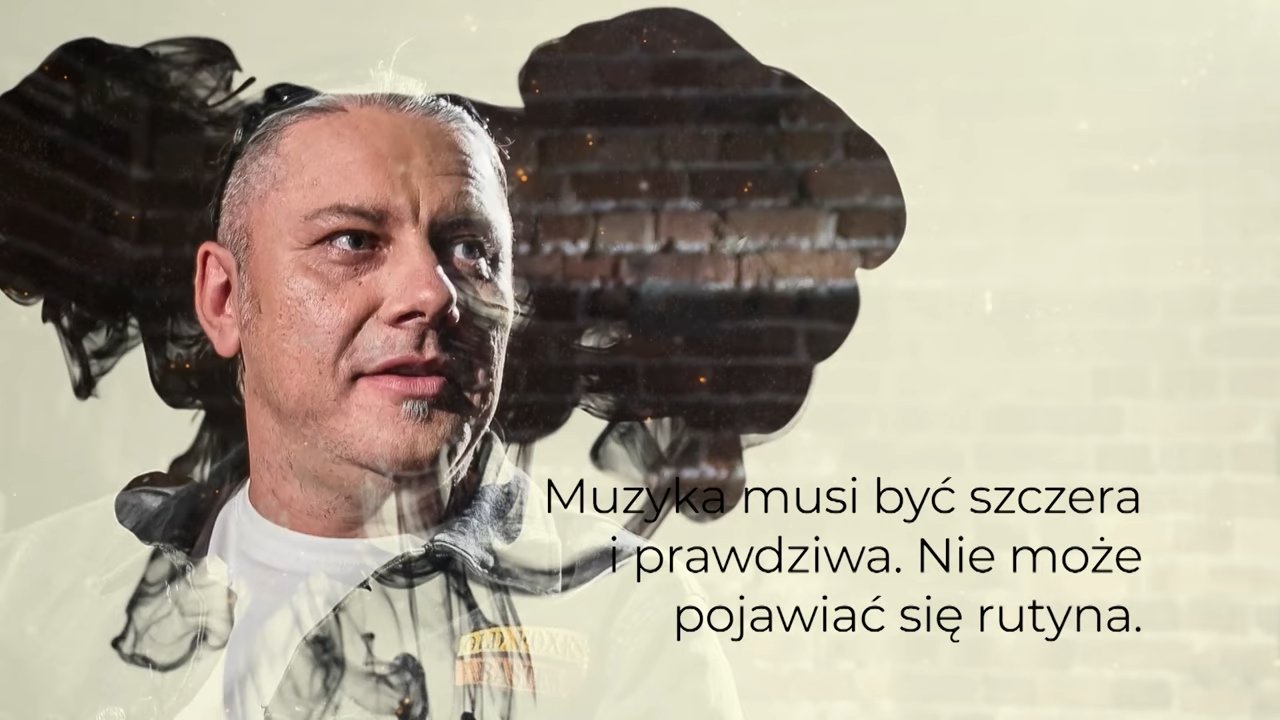 Muzyka musi być szczera
i prawdziwa. Nie może
pojawiać się rutyna.